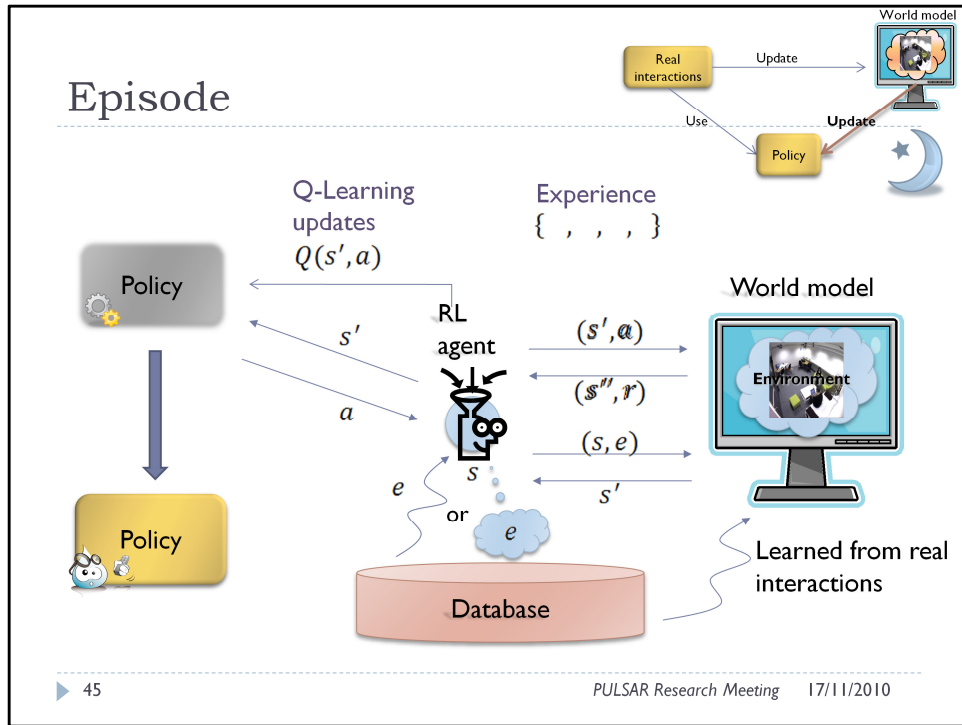 World model
Real
interactions
Update
Episode
Use
Update
Policy
Q-Learning
updates
Q(s′,a)
Experience
{ , , , }
Policy
World model
RL
agent
s′
a
(s′,a)
(s″,r)
Environment
(s,e)
s′
e
s
or
e
Policy
Learned from real
interactions
Database
45
PULSAR Research Meeting 17/11/2010